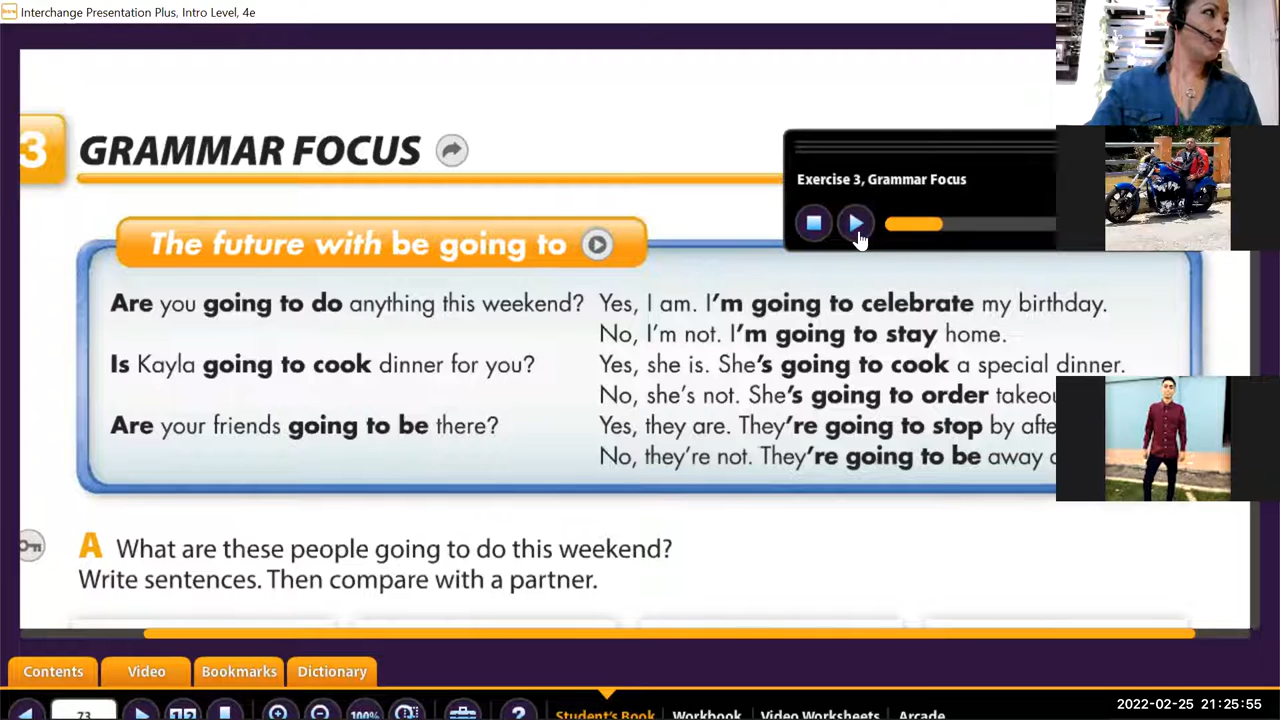 Interchange Presentation Plus, Intro Level, 4e
3 GRAMMAR FOCUS
Exercise 3, Grammar Focus
The future with be going to
Are you going to do anything this weekend? Yes, I am. I'm going to celebrate my birthday.
No, I'm not. I'm going to stay home.
Is Kayla going to cook dinner for you? Yes, she is. She's going to cook a special dinner.
No, she's not. She's going to order
Are your friends going to be there? Yes, they are. They're going to stop by
No, they're not. They're going to be away
A What are these people going to do this weekend?
Write sentences. Then compare with a partner.
Contents Video Bookmarks Dictionary
73 100% ? Student's Book Workbook Video Worksheets Arcade
2022-02-25 21:25:55